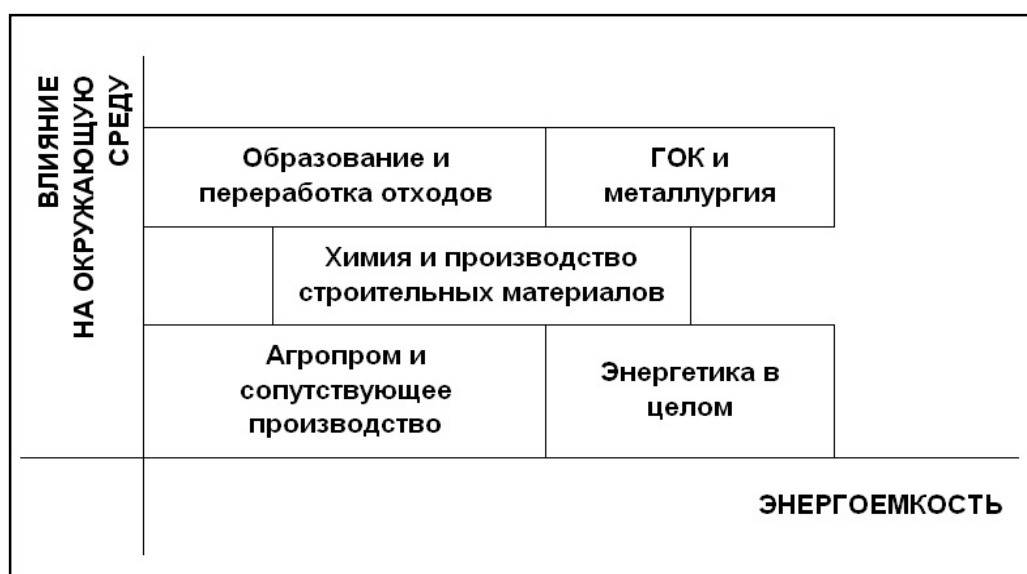 ВЛИЯНИЕ
НА ОКРУЖАЮЩУЮ
СРЕДУ
Образование и
переработка отходов
ГОК и
металлургия
Химия и производство
строительных материалов
Агропром и
сопутствующее
производство
Энергетика в
целом
ЭНЕРГОЕМКОСТЬ